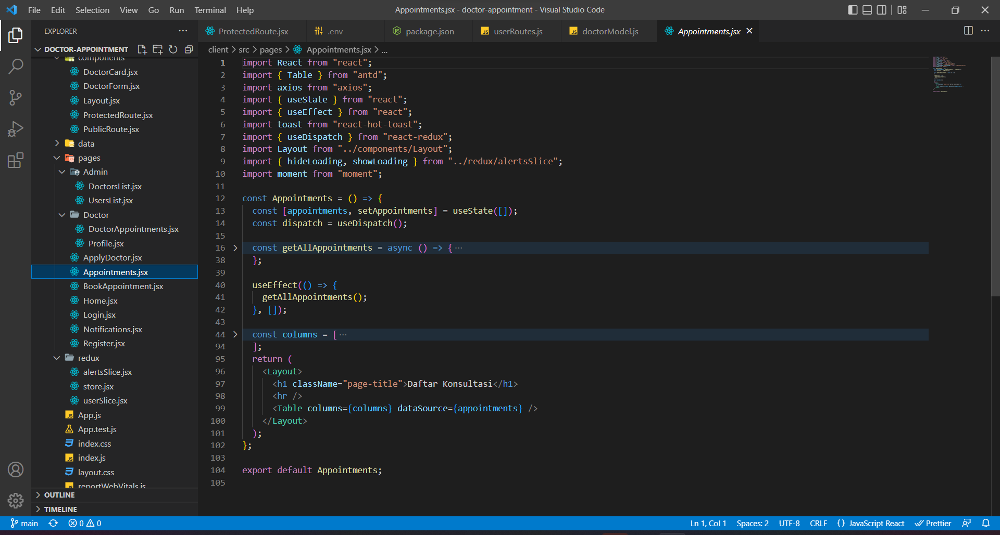 File Edit Selection View Go Run Terminal Help
Appointments.jsx - doctor-appointment - Visual Studio Code
EXPLORER
ProtectedRoute.jsx
.env
package.json
userRoutes.js
doctorModel.js
Appointments.jsx
DOCTOR-APPOINTMENT
client > src > pages > Appointments.jsx > ...
components
DoctorCard.jsx
DoctorForm.jsx
Layout.jsx
ProtectedRoute.jsx
PublicRoute.jsx
data
pages
Admin
DoctorsList.jsx
UsersList.jsx
Doctor
DoctorAppointments.jsx
Profile.jsx
ApplyDoctor.jsx
Appointments.jsx
BookAppointment.jsx
Home.jsx
Login.jsx
Notifications.jsx
Register.jsx
redux
alertsSlice.jsx
store.jsx
userSlice.jsx
App.js
App.test.js
index.css
index.js
layout.css
reportWebVitals.js
OUTLINE
TIMELINE
1 import React from "react";
2 import { Table } from "antd";
3 import axios from "axios";
4 import { useState } from "react";
5 import { useEffect } from "react";
6 import toast from "react-hot-toast";
7 import { useDispatch } from "react-redux";
8 import Layout from "../components/Layout";
9 import { hideLoading, showLoading } from "../redux/alertsSlice";
10 import moment from "moment";
11
12 const Appointments = () => {
13 const [appointments, setAppointments] = useState([]);
14 const dispatch = useDispatch();
15
16 const getAllAppointments = async () => { ···
38 };
39
40 useEffect(() => {
41 getAllAppointments();
42 }, []);
43
44 const columns = [ ···
94 ];
95 return (
96 <Layout>
97 <h1 className="page-title">Daftar Konsultasi</h1>
98 <hr />
99 <Table columns={columns} dataSource={appointments} />
100 </Layout>
101 );
102 };
103
104 export default Appointments;
105
main 0 0
Ln 1, Col 1 Spaces: 2 UTF-8 CRLF {} JavaScript React Prettier